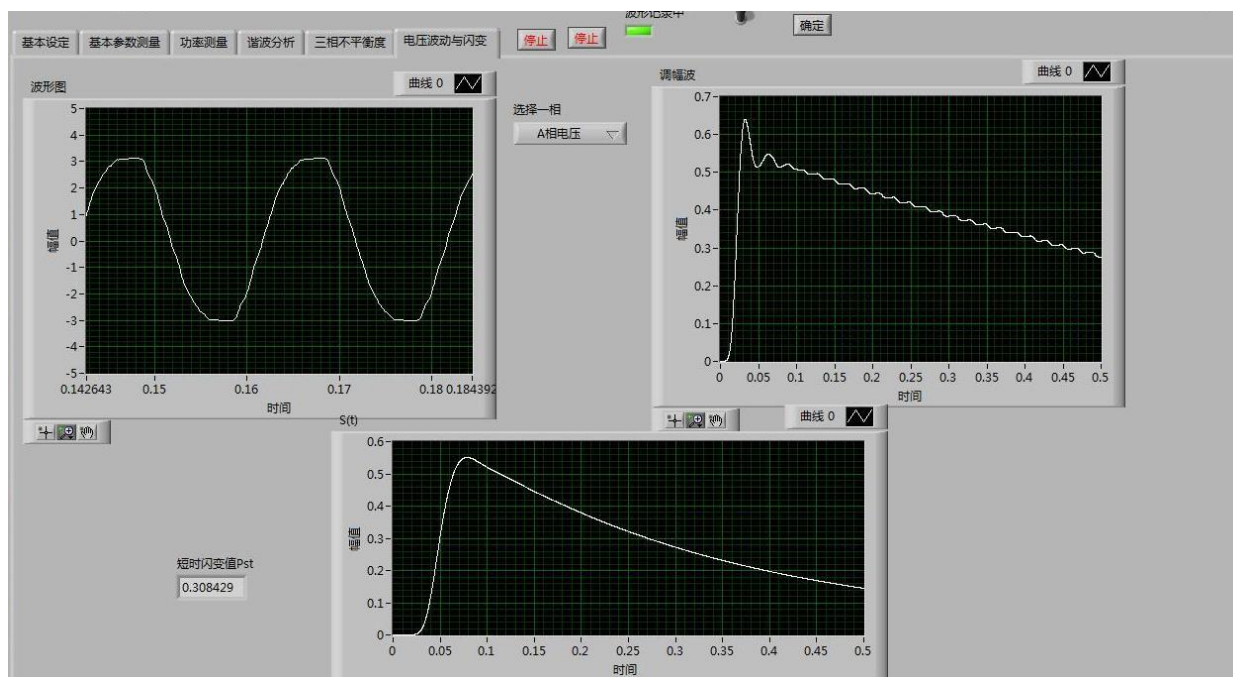 波形记录中
确定
基本设定 基本参数测量 功率测量 谐波分析 三相不平衡度 电压波动与闪变 停止 停止
波形图 曲线 0
5
4
3
2
1
0
-1
-2
-3
-4
-5
幅值
0.142643 0.15 0.16 0.17 0.18 0.184392
时间
选择一相
A相电压
调幅波 曲线 0
0.7
0.6
0.5
0.4
0.3
0.2
0.1
0
幅值
0 0.05 0.1 0.15 0.2 0.25 0.3 0.35 0.4 0.45 0.5
时间
S(t) 曲线 0
0.6
0.5
0.4
0.3
0.2
0.1
0
幅值
0 0.05 0.1 0.15 0.2 0.25 0.3 0.35 0.4 0.45 0.5
时间
短时闪变值Pst
0.308429